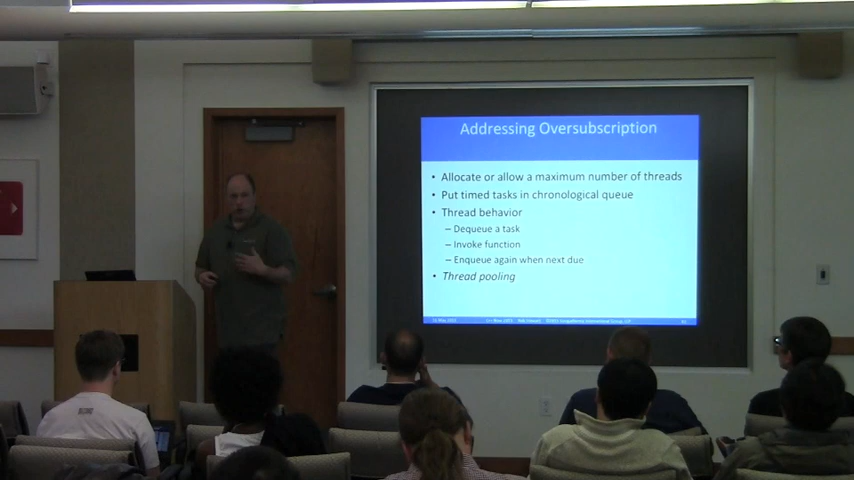 Addressing Oversubscription
• Allocate or allow a maximum number of threads
• Put timed tasks in chronological queue
• Thread behavior
– Dequeue a task
– Invoke function
– Enqueue again when next due
• Thread pooling